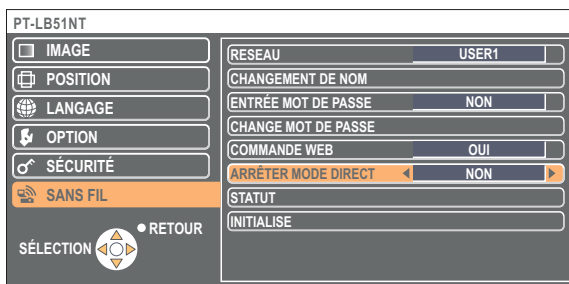 PT-LB51NT
IMAGE
POSITION
LANGAGE
OPTION
SÉCURITÉ
SANS FIL
RETOUR
SÉLECTION
RESEAU USER1
CHANGEMENT DE NOM
ENTRÉE MOT DE PASSE NON
CHANGE MOT DE PASSE
COMMANDE WEB OUI
ARRÊTER MODE DIRECT NON
STATUT
INITIALISE